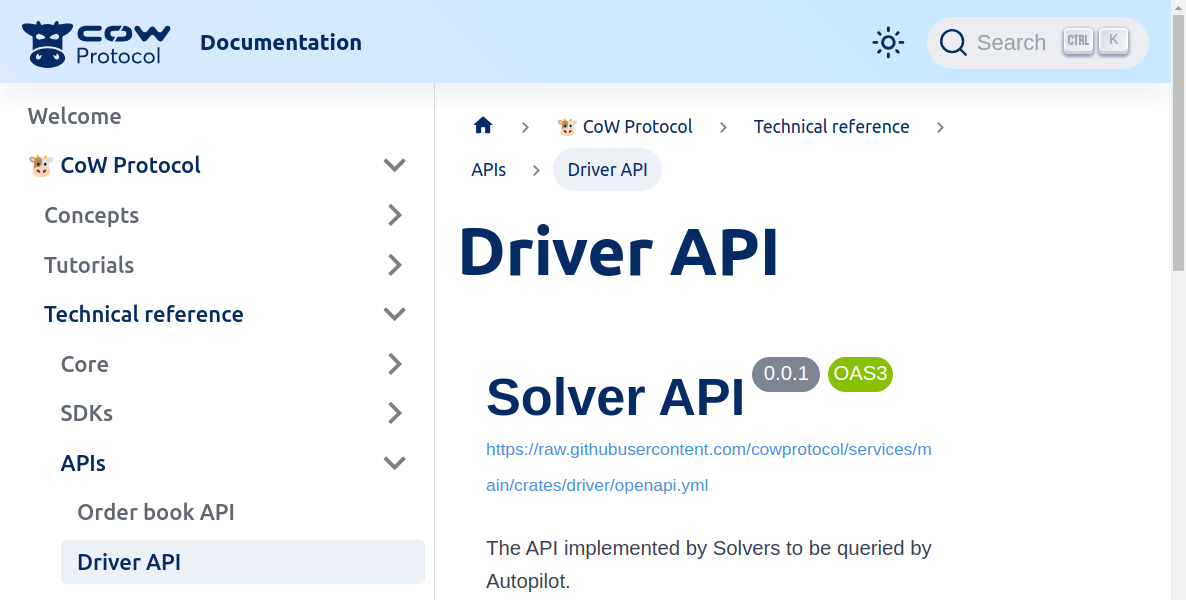 COW
Protocol
Documentation
Search
CTRL
K
Welcome
CoW Protocol
Concepts
Tutorials
Technical reference
Core
SDKs
APIs
Order book API
Driver API
CoW Protocol
Technical reference
APIs
Driver API
Driver API
Solver API 0.0.1 OAS3
https://raw.githubusercontent.com/cowprotocol/services/m
ain/crates/driver/openapi.yml
The API implemented by Solvers to be queried by
Autopilot.